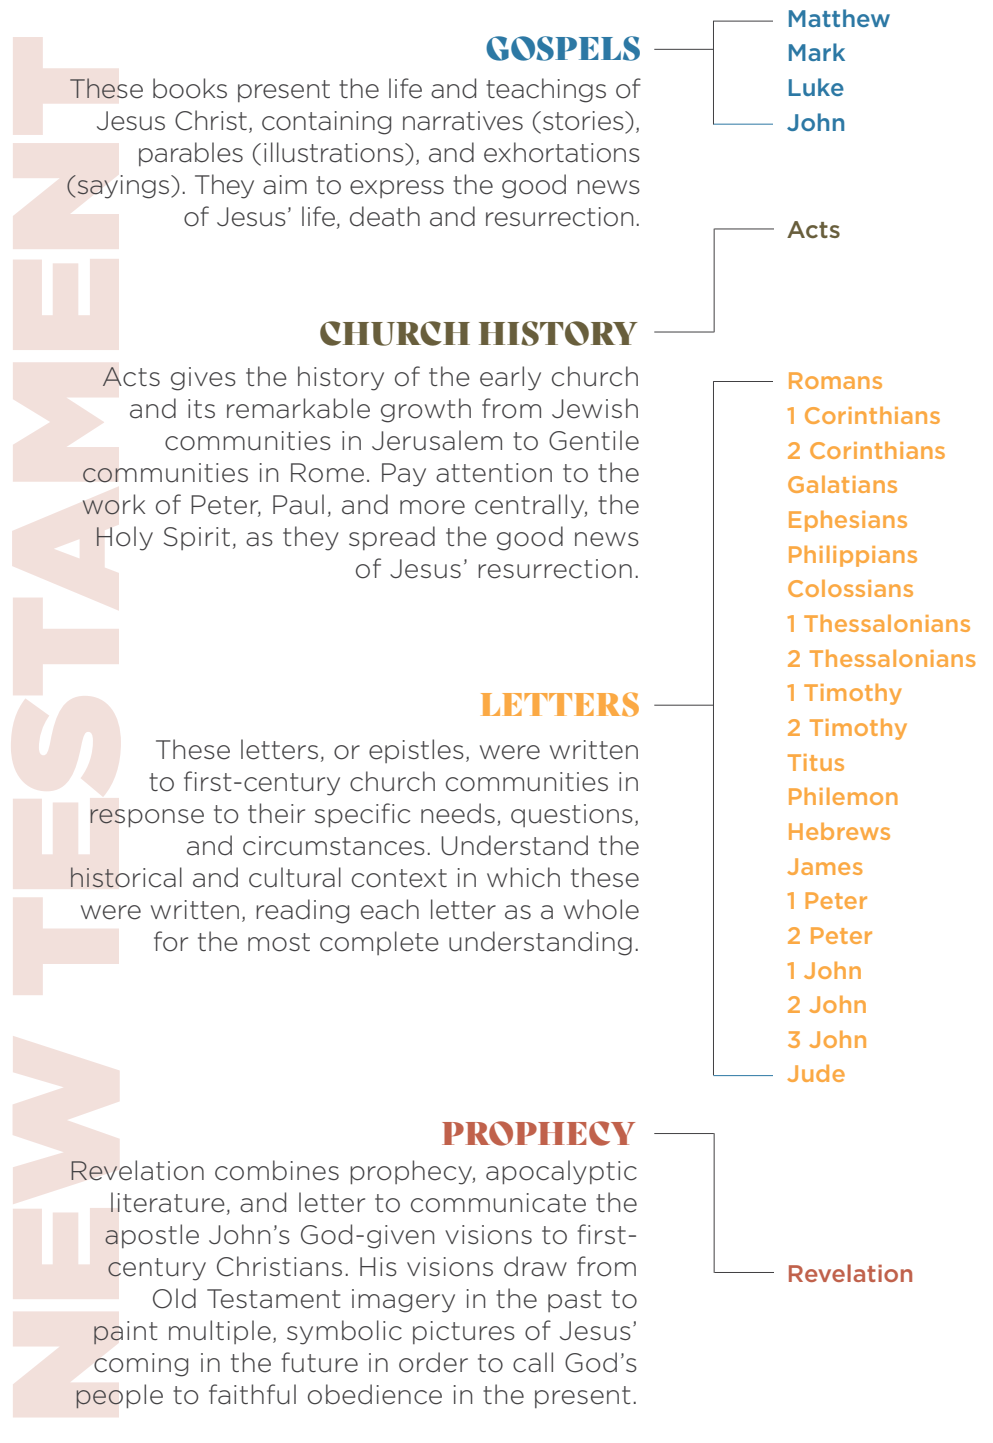 NEW TESTAMENT
GOSPELS
These books present the life and teachings of
Jesus Christ, containing narratives (stories),
parables (illustrations), and exhortations
(sayings). They aim to express the good news
of Jesus’ life, death and resurrection.
Matthew
Mark
Luke
John
CHURCH HISTORY
Acts gives the history of the early church
and its remarkable growth from Jewish
communities in Jerusalem to Gentile
communities in Rome. Pay attention to the
work of Peter, Paul, and more centrally, the
Holy Spirit, as they spread the good news
of Jesus’ resurrection.
Acts
LETTERS
These letters, or epistles, were written
to first-century church communities in
response to their specific needs, questions,
and circumstances. Understand the
historical and cultural context in which these
were written, reading each letter as a whole
for the most complete understanding.
Romans
1 Corinthians
2 Corinthians
Galatians
Ephesians
Philippians
Colossians
1 Thessalonians
2 Thessalonians
1 Timothy
2 Timothy
Titus
Philemon
Hebrews
James
1 Peter
2 Peter
1 John
2 John
3 John
Jude
PROPHECY
Revelation combines prophecy, apocalyptic
literature, and letter to communicate the
apostle John’s God-given visions to first-
century Christians. His visions draw from
Old Testament imagery in the past to
paint multiple, symbolic pictures of Jesus’
coming in the future in order to call God’s
people to faithful obedience in the present.
Revelation